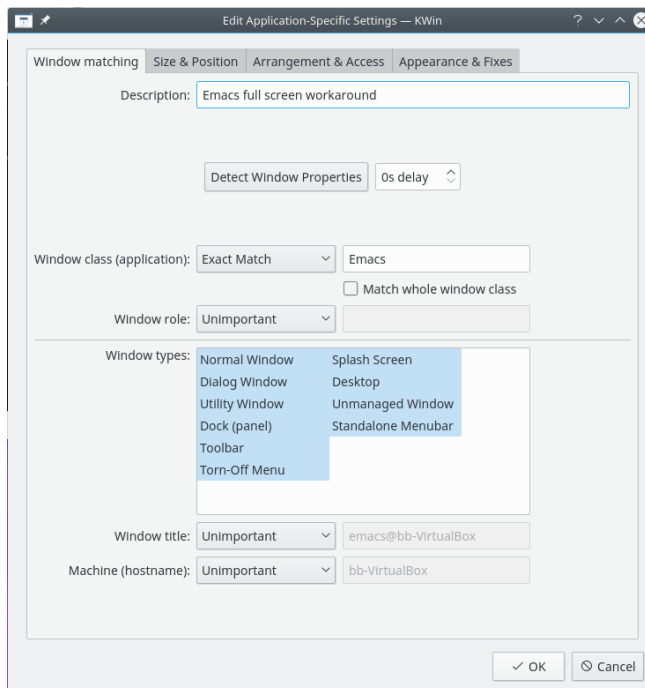 Edit Application-Specific Settings — KWin
Window matching Size & Position Arrangement & Access Appearance & Fixes
Description: Emacs full screen workaround
Detect Window Properties 0s delay
Window class (application): Exact Match Emacs
Match whole window class
Window role: Unimportant
Window types: Normal Window Splash Screen
Dialog Window Desktop
Utility Window Unmanaged Window
Dock (panel) Standalone Menubar
Toolbar
Torn-Off Menu
Window title: Unimportant emacs@bb-VirtualBox
Machine (hostname): Unimportant bb-VirtualBox
OK Cancel